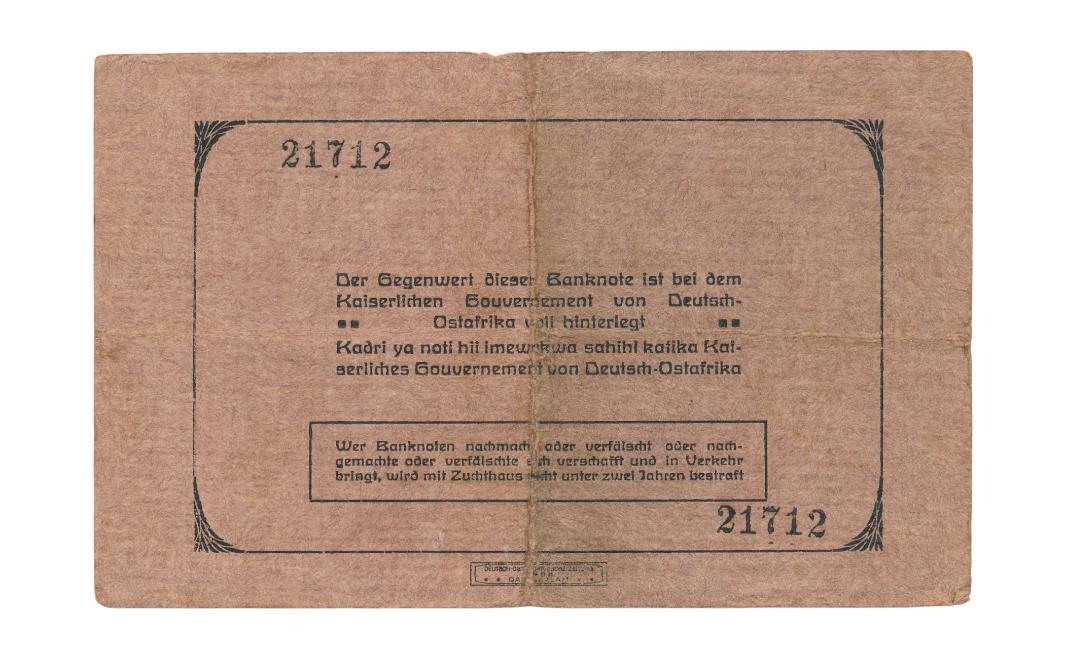 21712
Der Gegenwert dieser Banknote ist bei dem
Kaiserlichen Gouvernement von Deutsch-
Ostafrika voll hinterlegt
Kadri ya noti hii imewekwa sahihi katika Kai-
serliches Gouvernement von Deutsch-Ostafrika
Wer Banknoten nachmacht oder verfälscht oder nach-
gemachte oder verfälschte sich verschafft und in Verkehr
bringt, wird mit Zuchthaus nicht unter zwei Jahren bestraft
21712